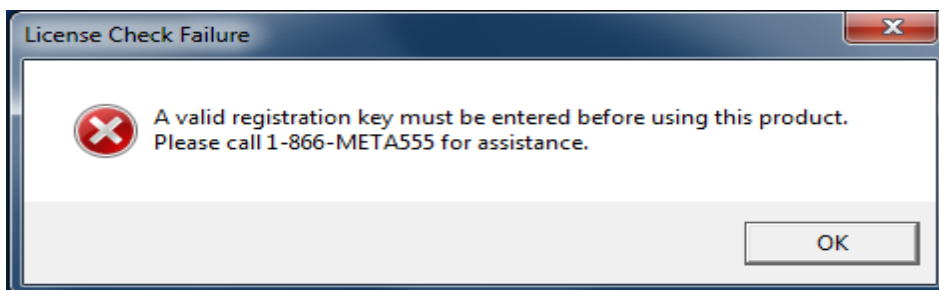 License Check Failure
A valid registration key must be entered before using this product.
Please call 1-866-META555 for assistance.
OK